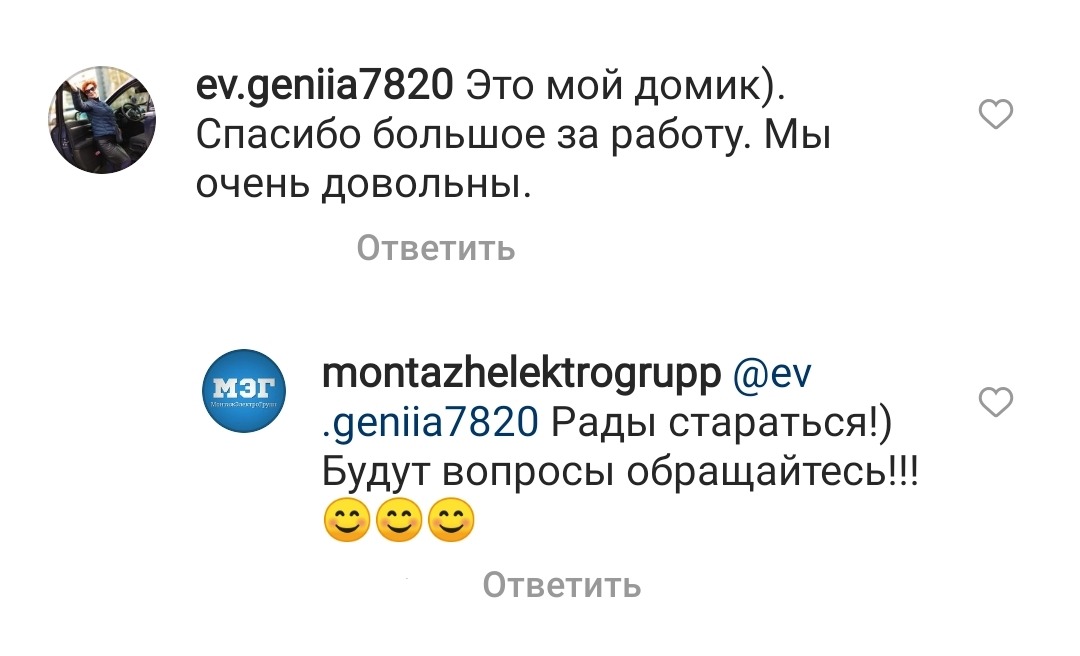 ev.geniia7820 Это мой домик).
Спасибо большое за работу. Мы
очень довольны.
Ответить
МЭГ
МонтажЭлектроГрупп
montazhelektrogrupp @ev
.geniia7820 Рады стараться!)
Будут вопросы обращайтесь!!!
😊😊😊
Ответить